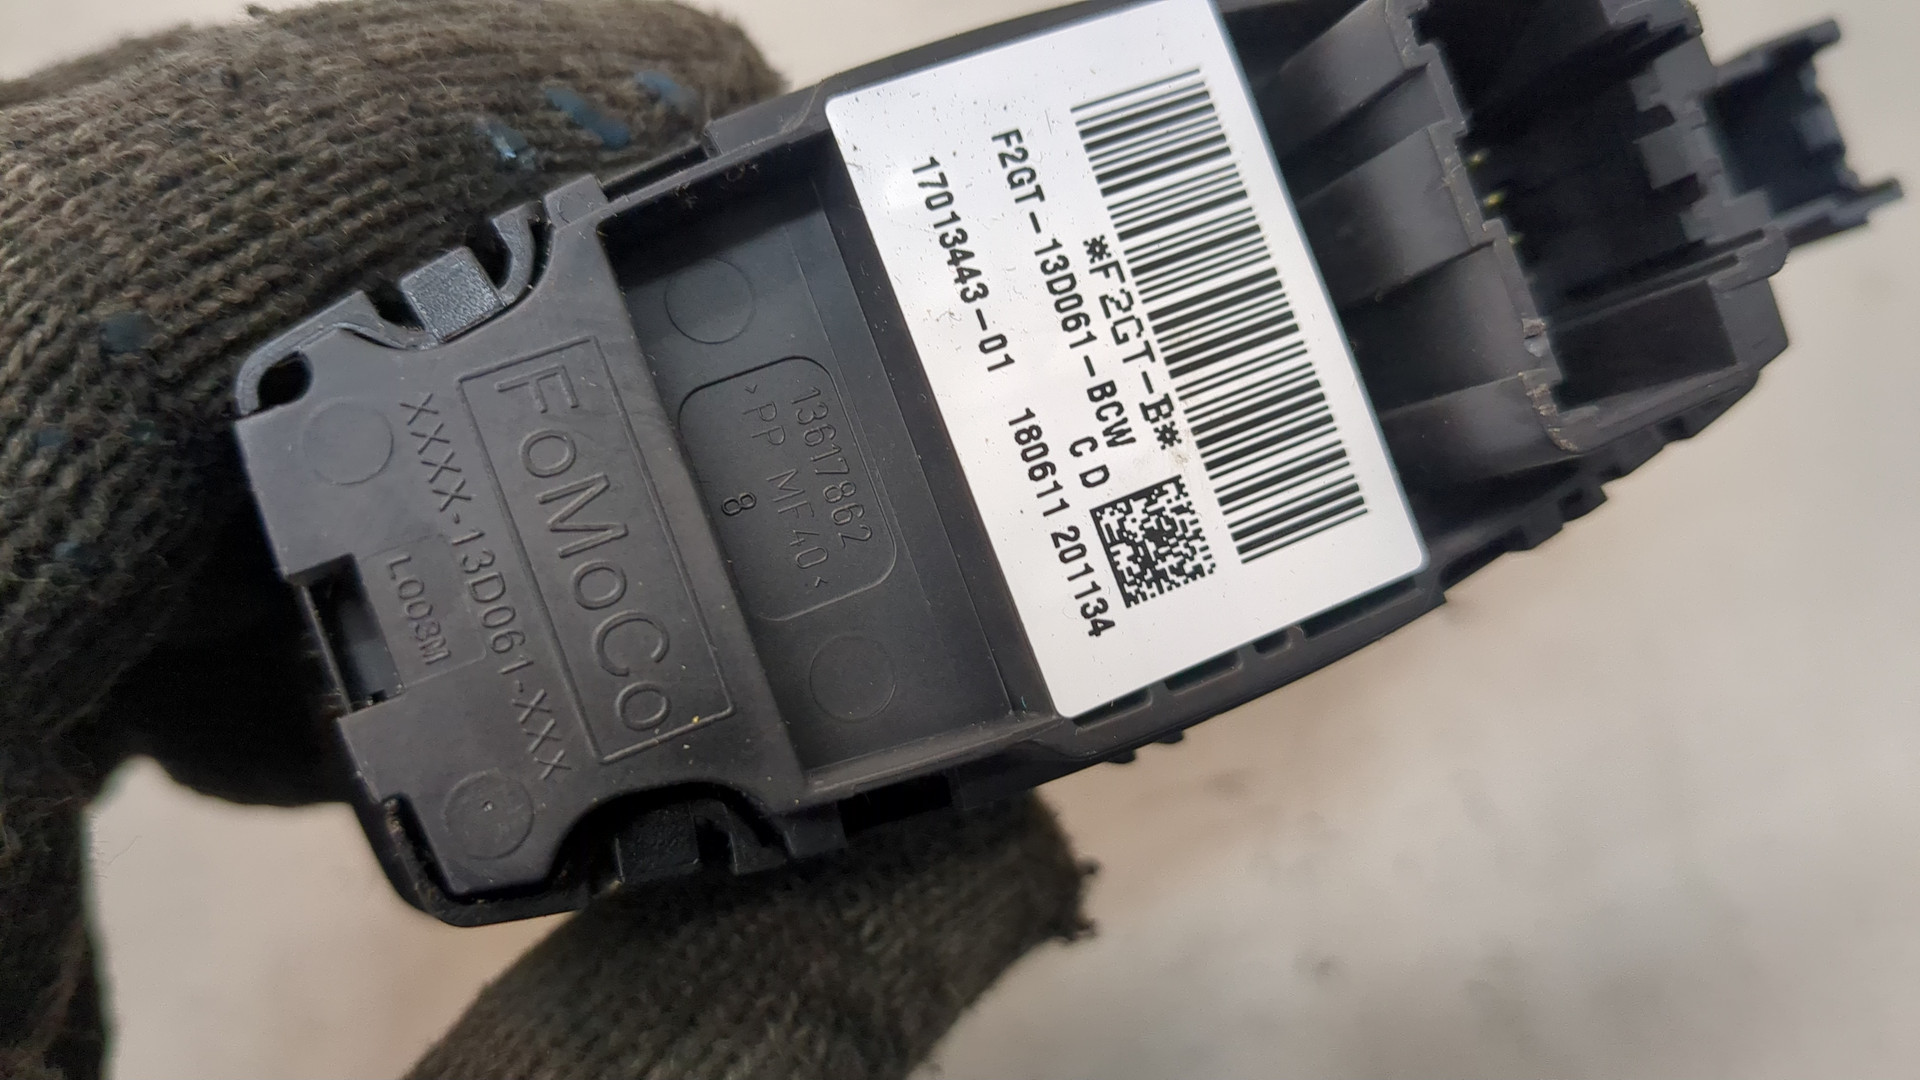 *F2GT-B*
F2GT-13D061-BCW
C D
17013443-01 180611 201134
13617862
>PP MF40<
8
FoMoCo
XXXX-13D061-XXX
L003M